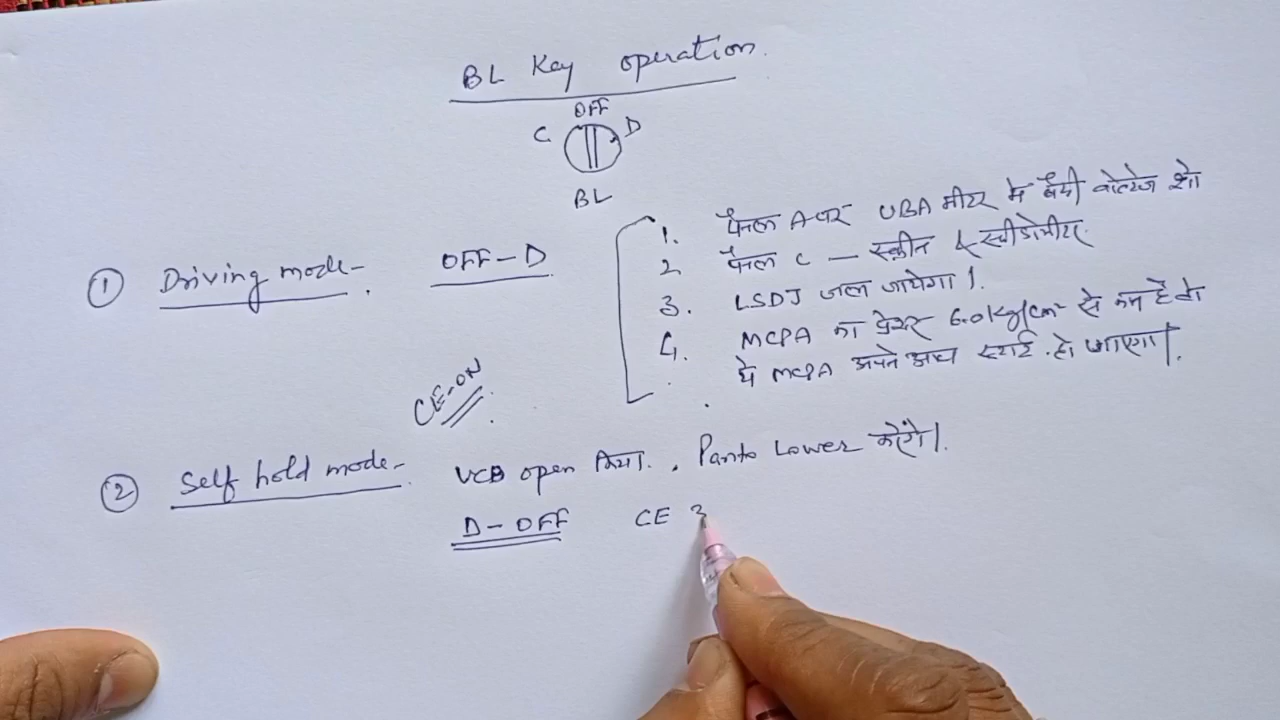 BL Key operation.
OFF
C D
BL
① Driving mode- OFF-D
1. पैनल A-पर UBA मीटर मे बैट्री वोल्टेज शो
2 पैनल C — स्क्रीन & स्पीडोमीटर
3. LSDJ जल जायेगा।
4. MCPA का प्रेशर 6.0kg/cm² से कम है तो
ये MCPA अपने आप स्टार्ट हो जाएगा।
CE-ON
② Self hold mode- VCB open किया. , Panto Lower करेंगे।
D-OFF CE